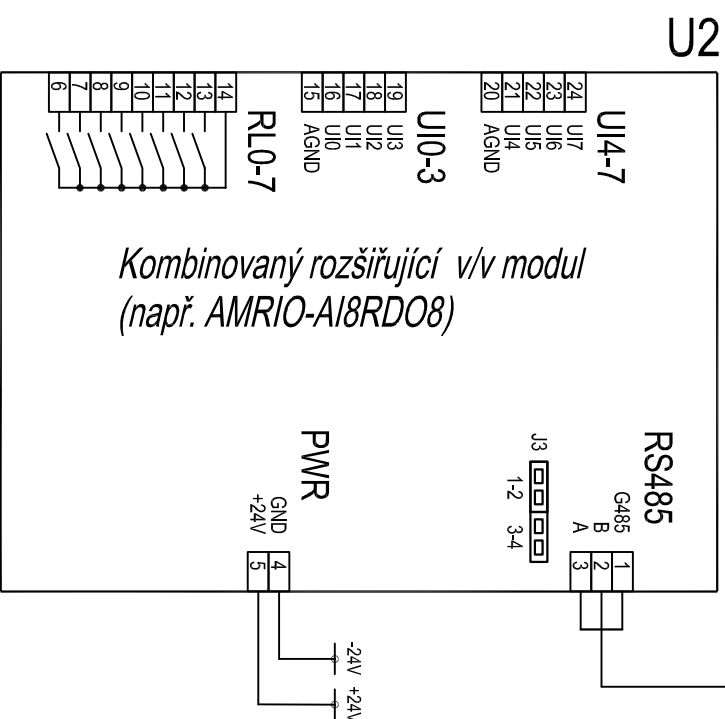 U2
6 7 8 9 10 11 12 13 14
RL0-7
15 16 17 18 19
AGND UI0 UI1 UI2 UI3
UI0-3
20 21 22 23 24
AGND UI4 UI5 UI6 UI7
UI4-7
Kombinovaný rozšiřující v/v modul
(např. AMRIO-AI8RDO8)
PWR
+24V GND
5 4
J3
1-2 3-4
RS485
A B G485
3 2 1
-24V
+24V